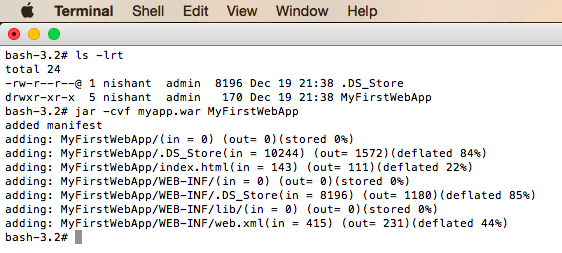 Terminal Shell Edit View Window Help
bash-3.2# ls -lrt
total 24
-rw-r--r--@ 1 nishant  admin  8196 Dec 19 21:38 .DS_Store
drwxr-xr-x  5 nishant  admin   170 Dec 19 21:38 MyFirstWebApp
bash-3.2# jar -cvf myapp.war MyFirstWebApp
added manifest
adding: MyFirstWebApp/(in = 0) (out= 0)(stored 0%)
adding: MyFirstWebApp/.DS_Store(in = 10244) (out= 1572)(deflated 84%)
adding: MyFirstWebApp/index.html(in = 143) (out= 111)(deflated 22%)
adding: MyFirstWebApp/WEB-INF/(in = 0) (out= 0)(stored 0%)
adding: MyFirstWebApp/WEB-INF/.DS_Store(in = 8196) (out= 1180)(deflated 85%)
adding: MyFirstWebApp/WEB-INF/lib/(in = 0) (out= 0)(stored 0%)
adding: MyFirstWebApp/WEB-INF/web.xml(in = 415) (out= 231)(deflated 44%)
bash-3.2#